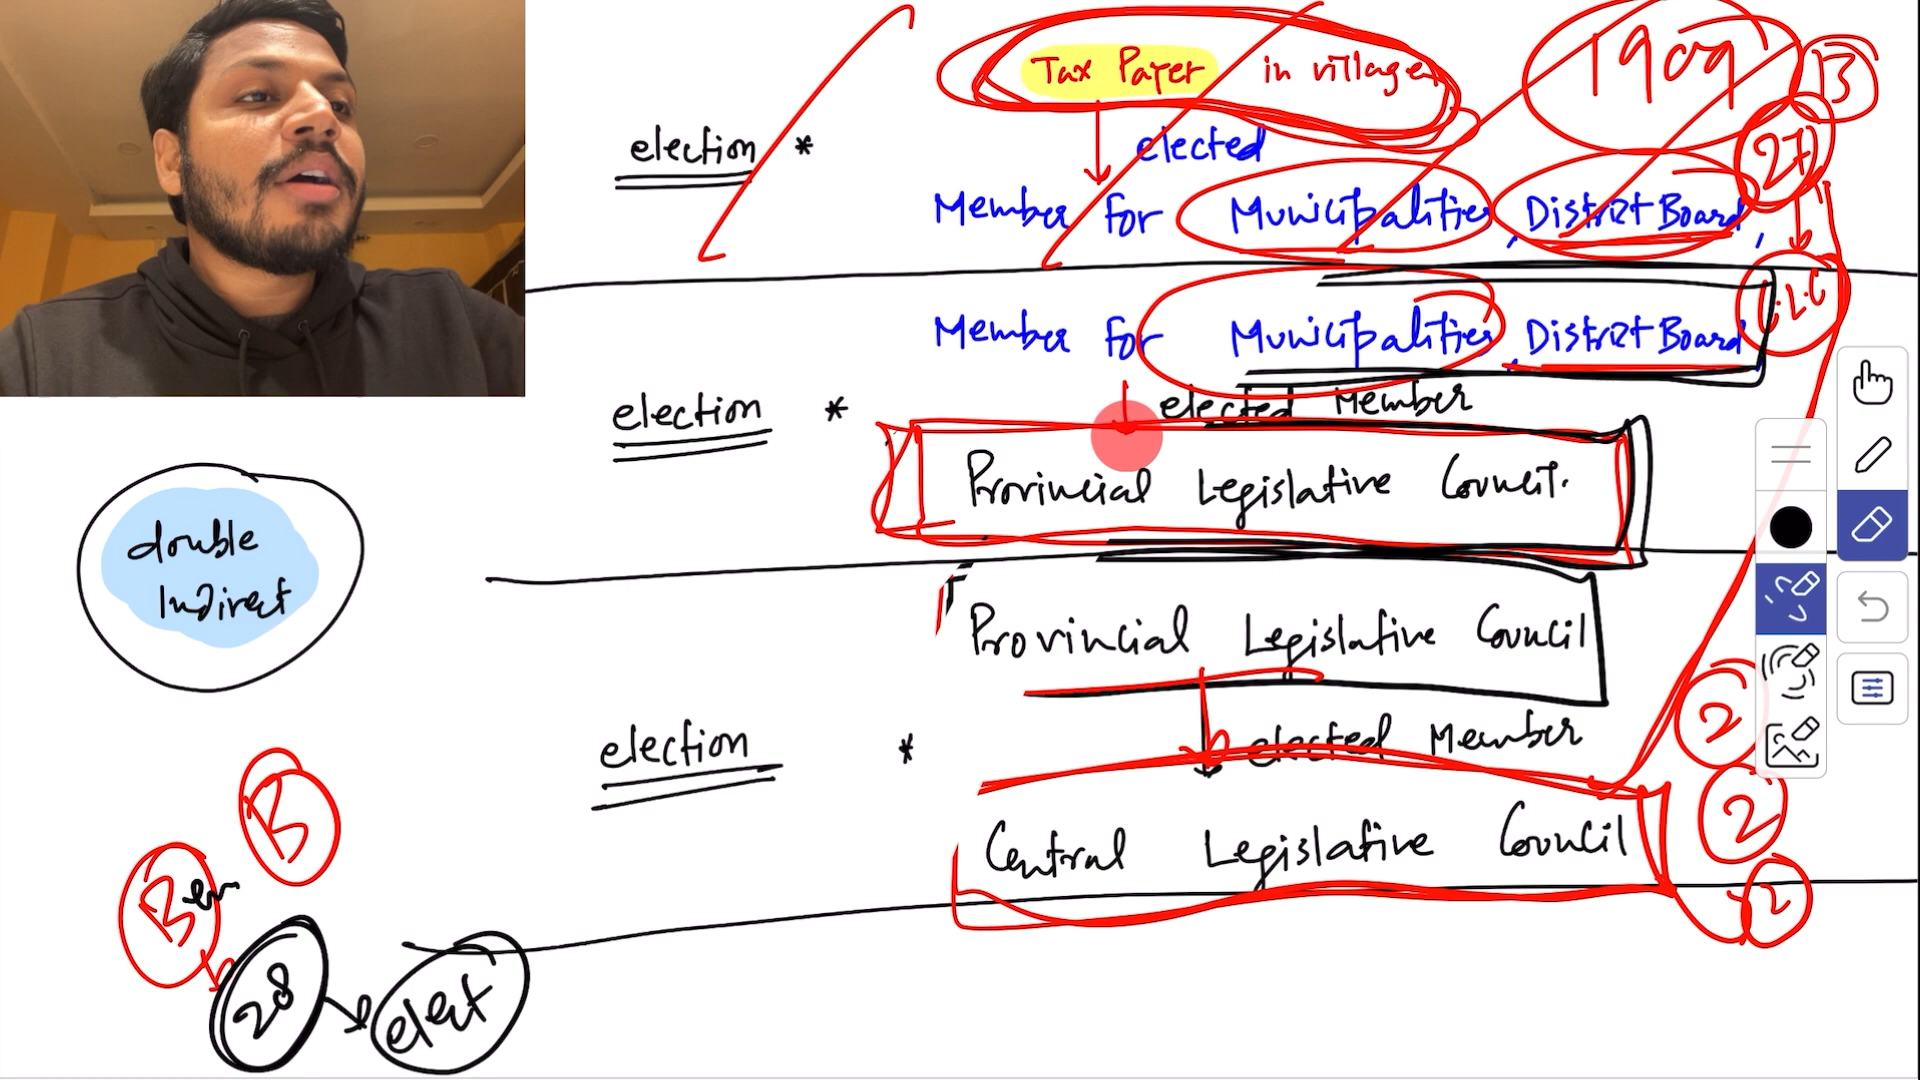 Tax Payer in villages 1909 B
election * elected 27
Member for Municipalities, District Board,
Member for Municipalities, District Board,
election * elected Member
Provincial Legislative Council.
double
Indirect
Provincial Legislative Council
2
election * elected Member
2
Central Legislative Council
B
Ben
2
28
elect